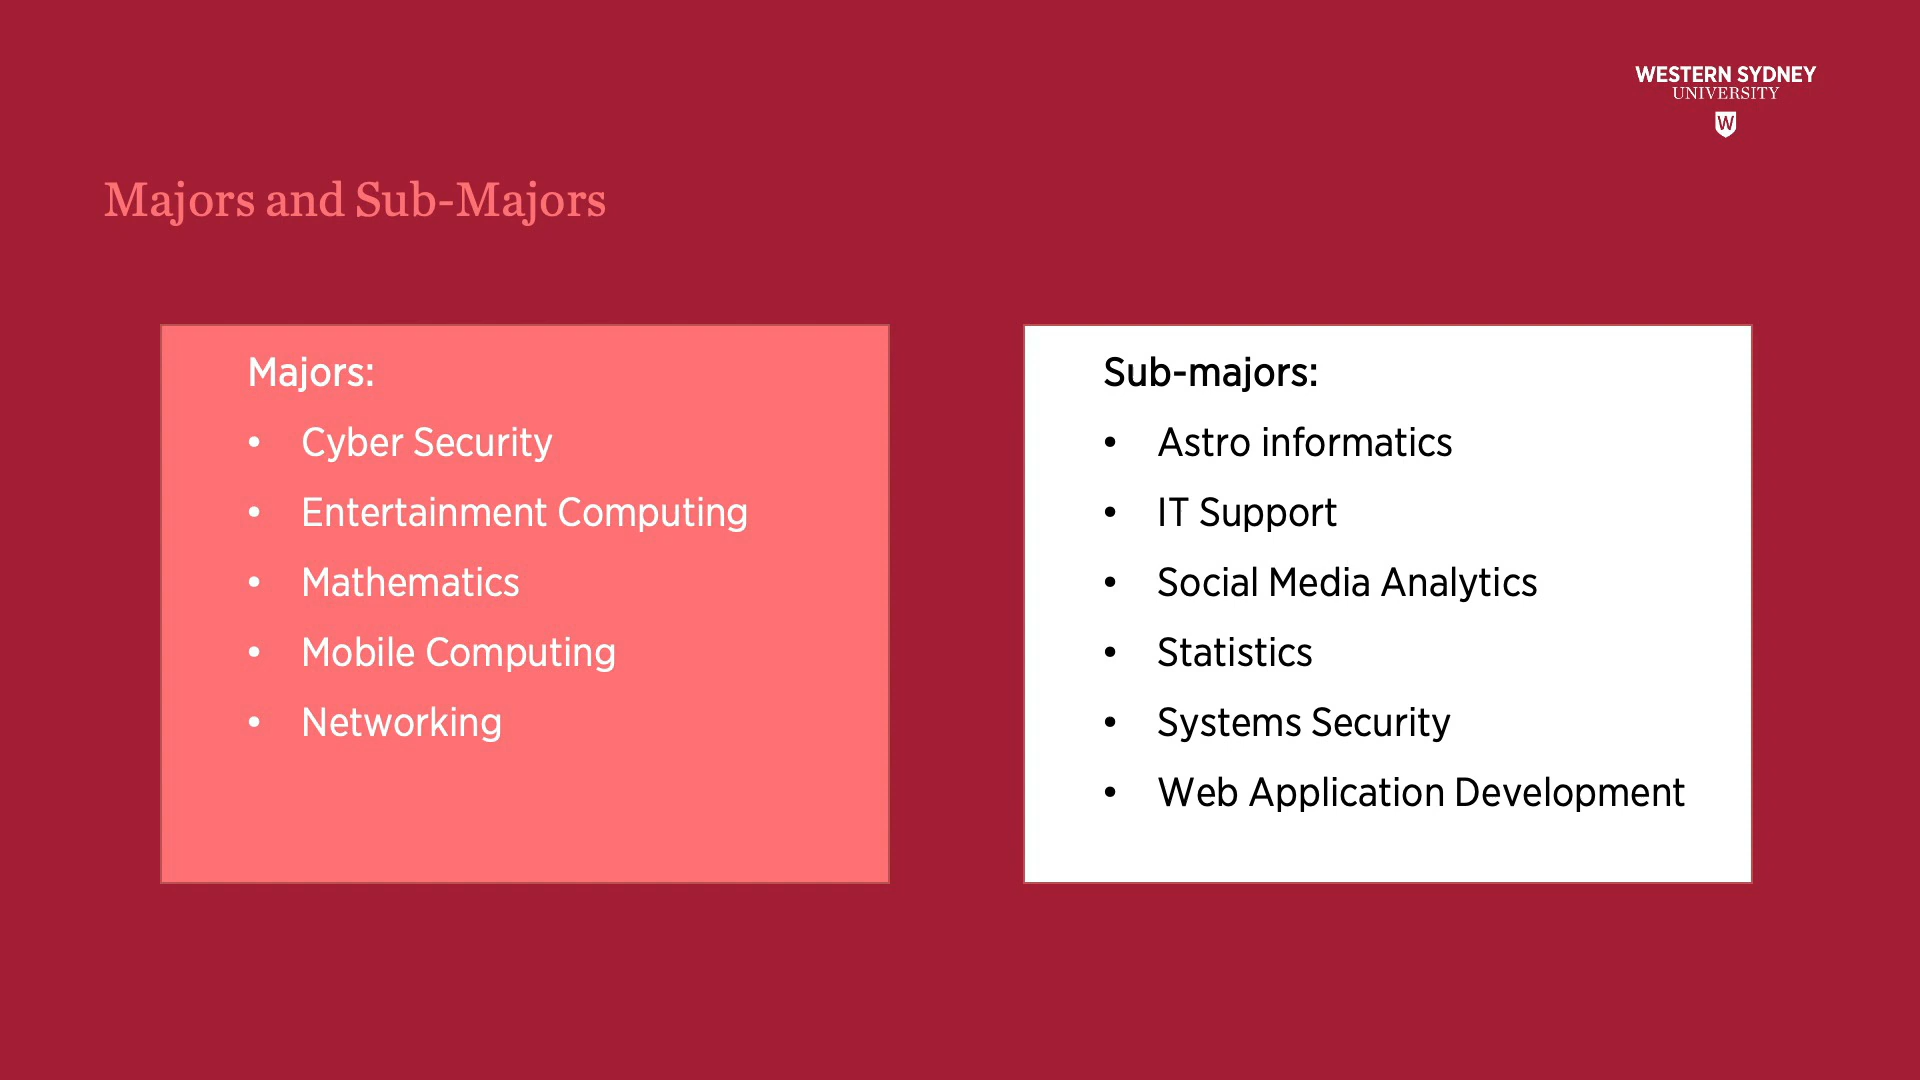 WESTERN SYDNEY
UNIVERSITY
W
Majors and Sub-Majors
Majors:
• Cyber Security
• Entertainment Computing
• Mathematics
• Mobile Computing
• Networking
Sub-majors:
• Astro informatics
• IT Support
• Social Media Analytics
• Statistics
• Systems Security
• Web Application Development